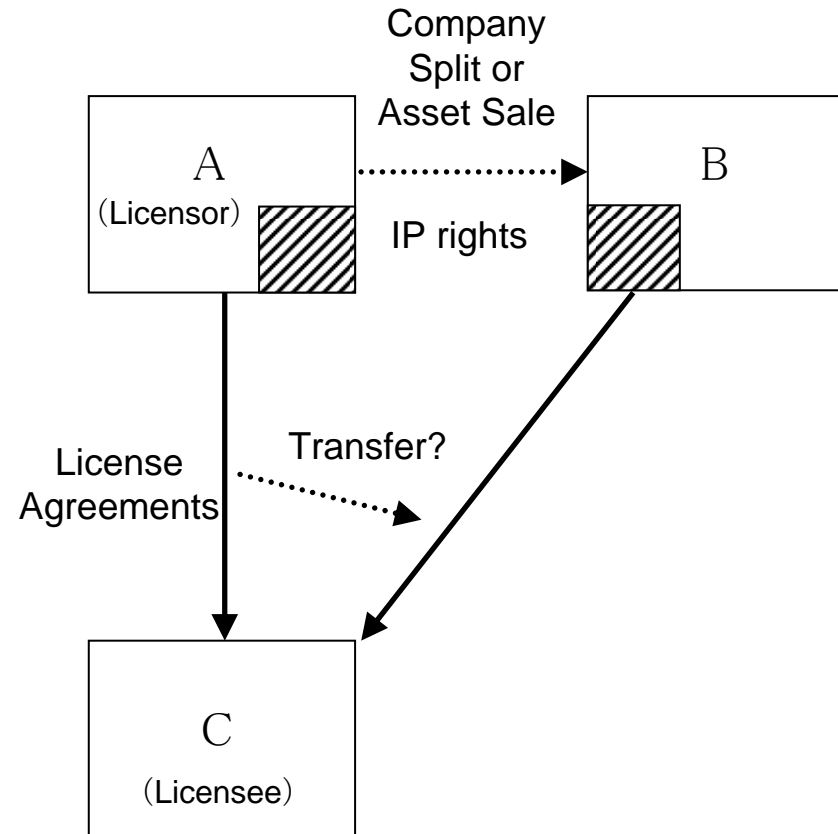 Company
Split or
Asset Sale
A
（Licensor）
B
IP rights
Transfer?
License
Agreements
C
（Licensee）